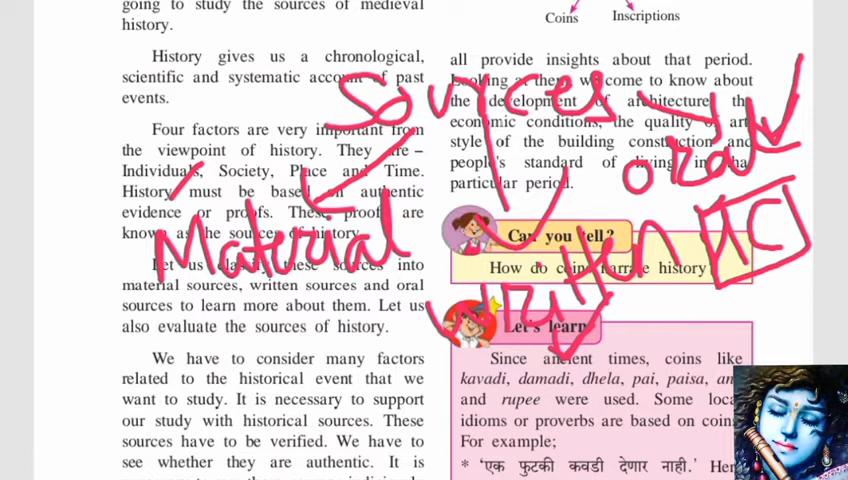 going to study the sources of medieval
history.
History gives us a chronological,
scientific and systematic account of past
events.
Four factors are very important from
the viewpoint of history. They are –
Individuals, Society, Place and Time.
History must be based on authentic
evidence or proofs. These proofs are
known as the sources of history.
Let us classify these sources into
material sources, written sources and oral
sources to learn more about them. Let us
also evaluate the sources of history.
We have to consider many factors
related to the historical event that we
want to study. It is necessary to support
our study with historical sources. These
sources have to be verified. We have to
see whether they are authentic. It is
Coins
Inscriptions
all provide insights about that period.
Looking at them, we come to know about
the development of architecture, the
economic conditions, the quality of art
style of the building construction and
people's standard of living in that
particular period.
Can you tell?
How do coins narrate history
Let's learn
Since ancient times, coins like
kavadi, damadi, dhela, pai, paisa, an
and rupee were used. Some loca
idioms or proverbs are based on coin
For example;
* ‘एक फुटकी कवडी देणार नाही.’ Her
Sources
Material
written
oral